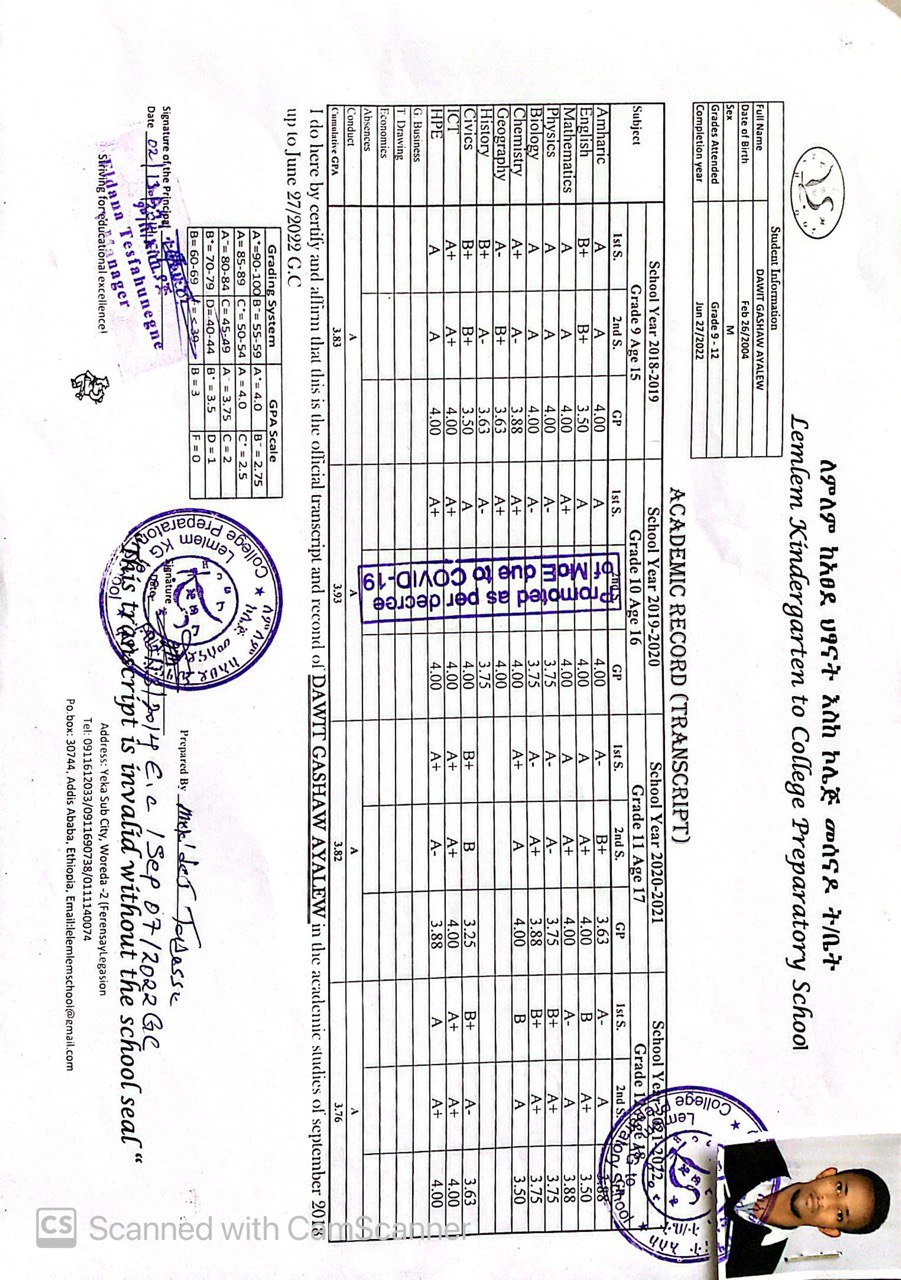 ለምለም ከአፀደ ህፃናት እስከ ኮሌጅ መሰናዶ ት/ቤት
Lemlem Kindergarten to College Preparatory School
Student Information
Full Name DAWIT GASHAW AYALEW
Date of Birth Feb 26/2004
Sex M
Grades Attended Grade 9 - 12
Completion year Jun 27/2022
ACADEMIC RECORD (TRANSCRIPT)
Subject School Year 2018-2019 School Year 2019-2020 School Year 2020-2021 School Year 2021-2022
Grade 9 Age 15 Grade 10 Age 16 Grade 11 Age 17 Grade 12 Age 18
1st S. 2nd S. GP 1st S. 2nd S. GP 1st S. 2nd S. GP 1st S. 2nd S. GP
Amharic A A 4.00 A 4.00 A- B+ 3.63 A- A 3.88
English B+ B+ 3.50 A 4.00 A A+ 4.00 B A+ 3.50
Mathematics A A 4.00 A+ 4.00 A A+ 4.00 A- A 3.88
Physics A A 4.00 A- 3.75 A- A- 3.75 B+ A+ 3.75
Biology A A 4.00 A- 3.75 A- A+ 3.88 B+ A+ 3.75
Chemistry A+ A- 3.88 A+ 4.00 A+ A 4.00 B A 3.50
Geography A- B+ 3.63 A+ 4.00
History B+ A- 3.63 A- 3.75
Civics B+ B+ 3.50 A 4.00 B+ B 3.25 B+ A- 3.63
ICT A+ A+ 4.00 A+ 4.00 A+ A+ 4.00 A+ A+ 4.00
HPE A A 4.00 A+ 4.00 A+ A- 3.88 A A+ 4.00
G. Business
T. Drawing
Economics
Absences
Conduct A A A
Cumulative GPA 3.83 3.93 3.82 3.76
Promoted as per decree
of MoE due to COVID-19
I do here by certify and affirm that this is the official transcript and record of DAWIT GASHAW AYALEW in the academic studies of september 2018
up to June 27/2022 G.C
Grading System GPA Scale
A+=90-100 B-= 55-59 A+= 4.0 B-= 2.75
A= 85-89 C+= 50-54 A = 4.0 C+= 2.5
A-= 80-84 C= 45-49 A-= 3.75 C = 2
B+= 70-79 D= 40-44 B+= 3.5 D = 1
B= 60-69 F= < 39 B = 3 F = 0
Signature of the Principal
Date 02/13/
Eldana Tesfahunegne
Manager
Striving for educational excellence!
Lemlem KG
College Preparatory
Signature
Date
/2014 E.C / Sep 07/2022 GC
Prepared By
"This transcript is invalid without the school seal"
Address: Yeka Sub City, Woreda -2 (Ferensaylegasion
Tel: 0911612033/0911690738/0111140074
Po.box: 30744, Addis Ababa, Ethiopia, Email:lelemlemschool@email.com
CS Scanned with CamScanner